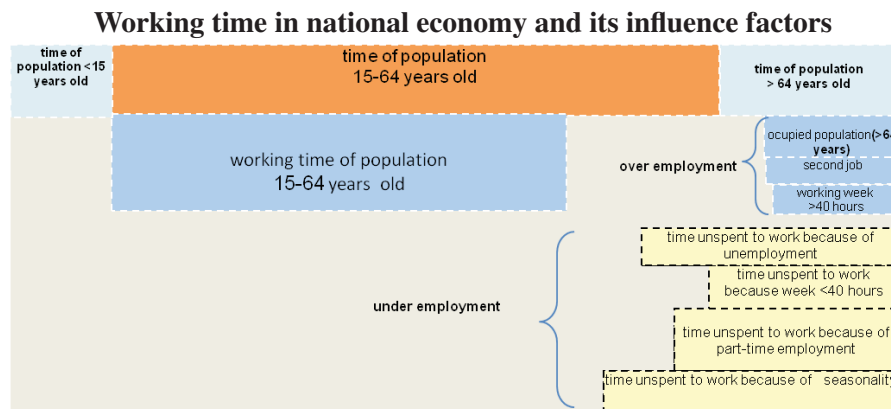 Working time in national economy and its influence factors
time of
population <15
years old
time of population
15-64 years old
time of population
> 64 years old
working time of population
15-64 years old
over employment
ocupied population(>6
years)
second job
working week
>40 hours
under employment
time unspent to work because of
unemployment
time unspent to work
because week <40 hours
time unspent to work because of
part-time employment
time unspent to work because of seasonality